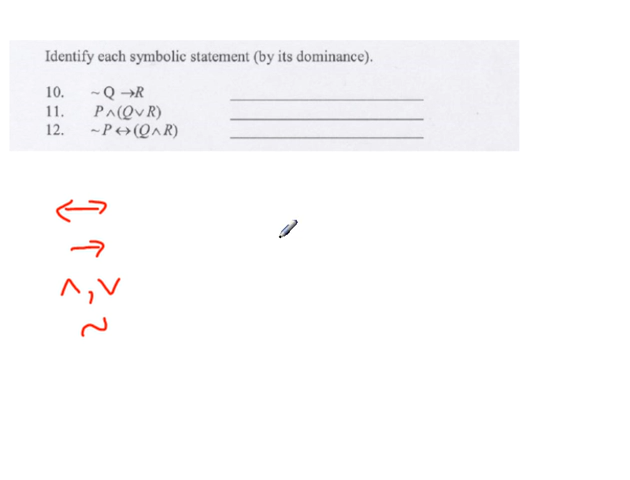 Identify each symbolic statement (by its dominance).
10. ~Q →R
11. P∧(Q∨R)
12. ~P↔(Q∧R)
↔
→
∧,∨
~